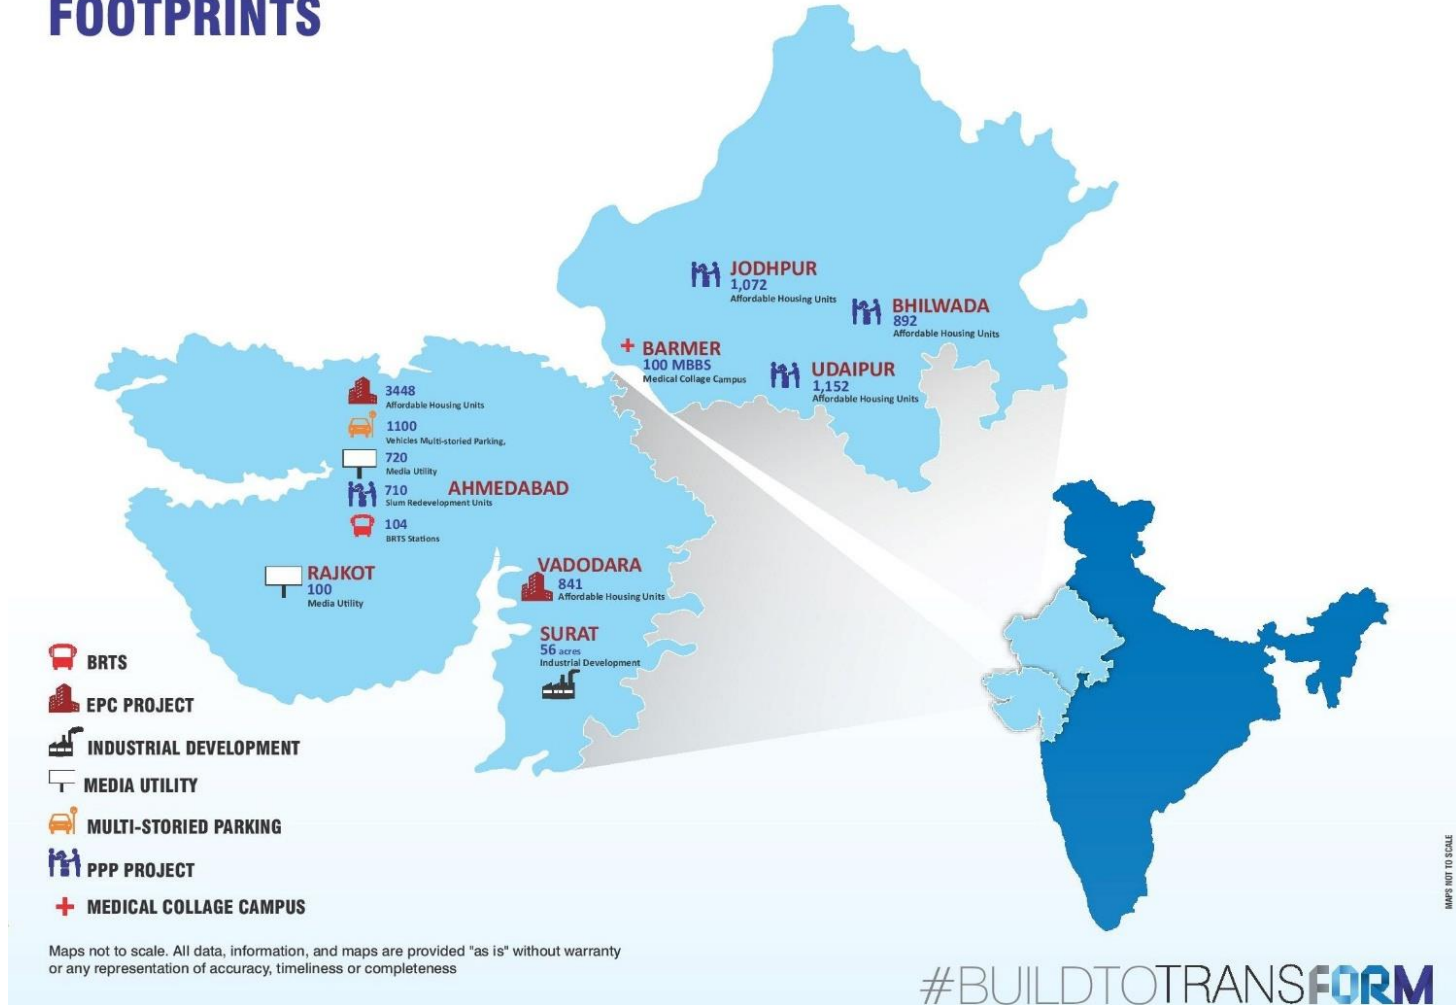 FOOTPRINTS
JODHPUR
1,072
Affordable Housing Units
BHILWADA
892
Affordable Housing Units
BARMER
100 MBBS
Medical Collage Campus
UDAIPUR
1,152
Affordable Housing Units
3448
Affordable Housing Units
1100
Vehicles Multi-storied Parking,
720
Media Utility
710
Slum Redevelopment Units
AHMEDABAD
104
BRTS Stations
RAJKOT
100
Media Utility
VADODARA
841
Affordable Housing Units
SURAT
56 acres
Industrial Development
BRTS
EPC PROJECT
INDUSTRIAL DEVELOPMENT
MEDIA UTILITY
MULTI-STORIED PARKING
PPP PROJECT
MEDICAL COLLAGE CAMPUS
Maps not to scale. All data, information, and maps are provided "as is" without warranty
or any representation of accuracy, timeliness or completeness
MAPS NOT TO SCALE
#BUILDTOTRANSFORM